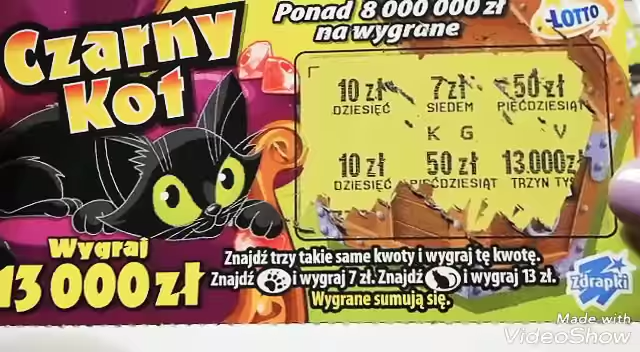 Czarny
Kot
Ponad 8 000 000 zł
na wygrane
LOTTO
10 zł 7 zł 50 zł
DZIESIĘĆ SIEDEM PIĘĆDZIESIĄT
K G V
10 zł 50 zł 13.000zł
DZIESIĘĆ PIĘĆDZIESIĄT TRZYN TYS
Wygraj
13 000 zł
Znajdź trzy takie same kwoty i wygraj tę kwotę.
Znajdź i wygraj 7 zł. Znajdź i wygraj 13 zł.
Wygrane sumują się.
Zdrapki
Made with
VideoShow